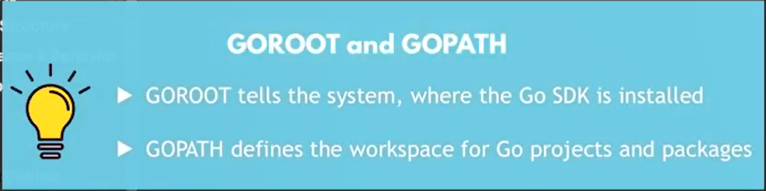 GOROOT and GOPATH
▶ GOROOT tells the system, where the Go SDK is installed
▶ GOPATH defines the workspace for Go projects and packages